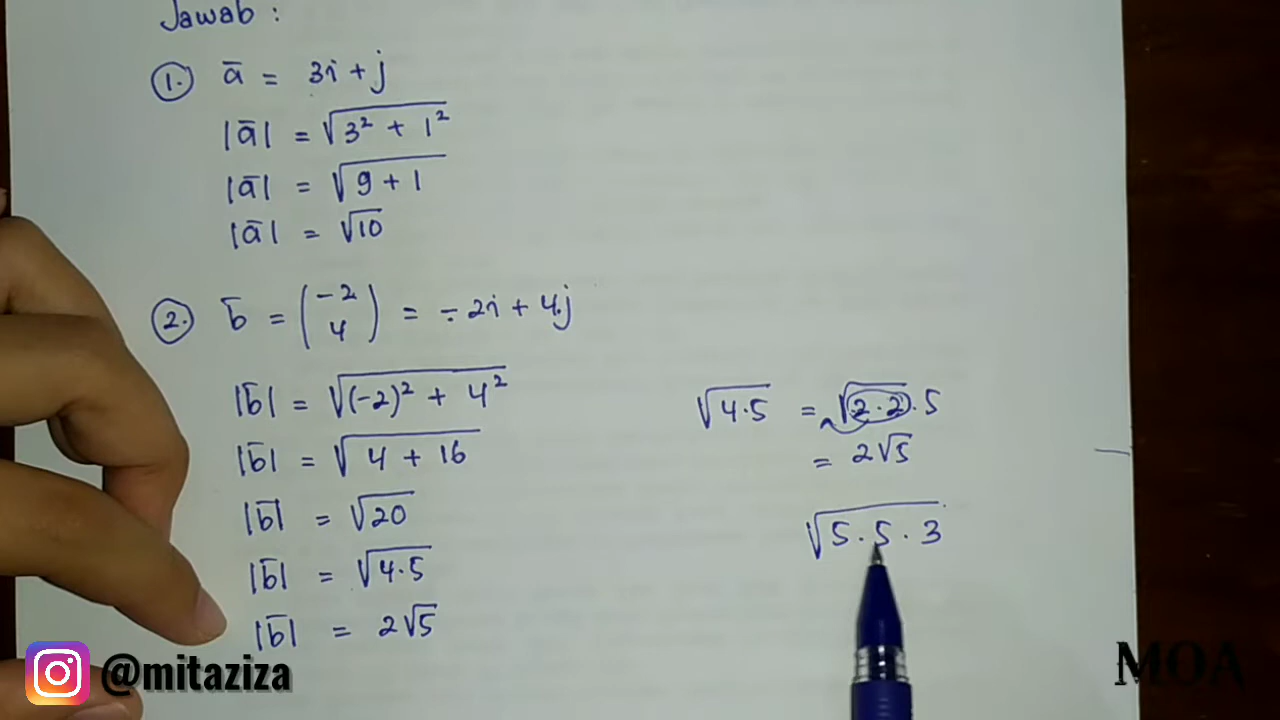 Jawab :
1. a̅ = 3i + j
|a̅| = √(3² + 1²)
|a̅| = √(9 + 1)
|a̅| = √10
2. b̅ = (-2 4) = -2i + 4j
|b̅| = √((-2)² + 4²)
|b̅| = √(4 + 16)
|b̅| = √20
|b̅| = √(4·5)
|b̅| = 2√5
√(4·5) = √(2·2)·5
= 2√5
√(5·5·3)
@mitaziza
MOA